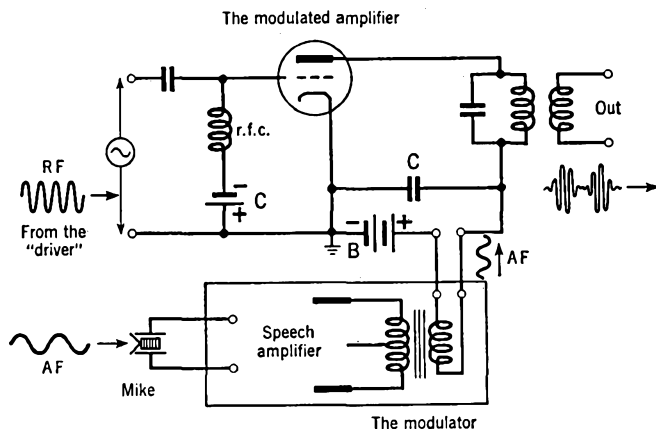 The modulated amplifier
r.f.c.
Out
RF
From the
"driver"
-
C
+
C
-
+
B
AF
Speech
amplifier
AF
Mike
The modulator